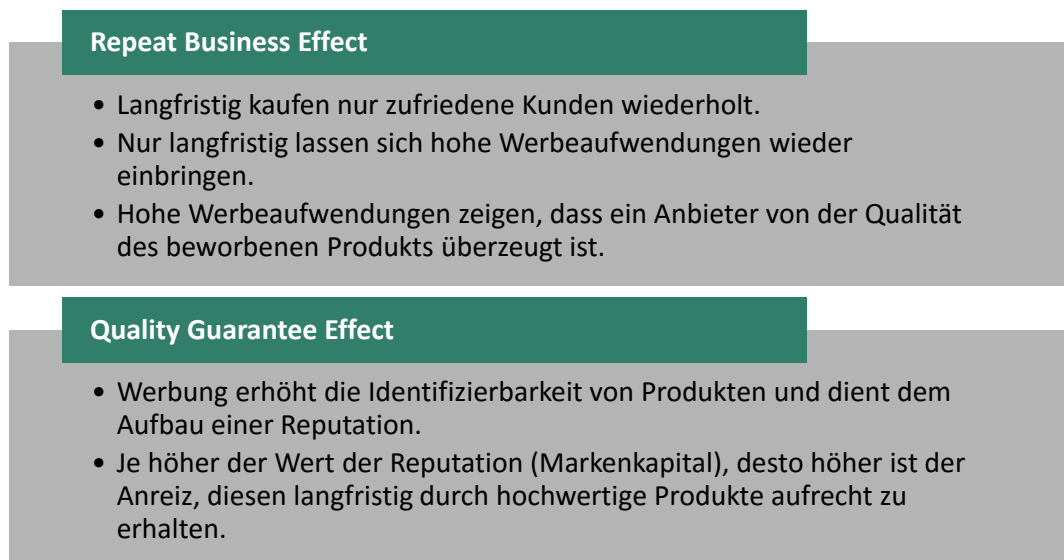 Repeat Business Effect
• Langfristig kaufen nur zufriedene Kunden wiederholt.
• Nur langfristig lassen sich hohe Werbeaufwendungen wieder
einbringen.
• Hohe Werbeaufwendungen zeigen, dass ein Anbieter von der Qualität
des beworbenen Produkts überzeugt ist.
Quality Guarantee Effect
• Werbung erhöht die Identifizierbarkeit von Produkten und dient dem
Aufbau einer Reputation.
• Je höher der Wert der Reputation (Markenkapital), desto höher ist der
Anreiz, diesen langfristig durch hochwertige Produkte aufrecht zu
erhalten.